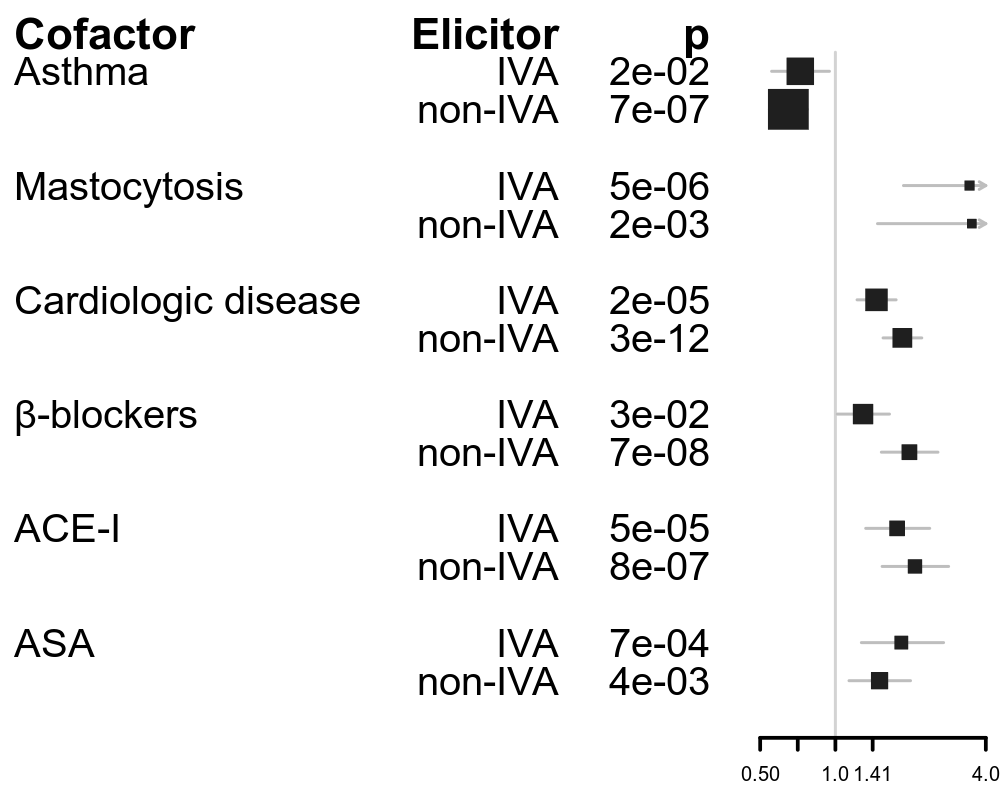 Cofactor Elicitor p
Asthma IVA 2e-02
non-IVA 7e-07
Mastocytosis IVA 5e-06
non-IVA 2e-03
Cardiologic disease IVA 2e-05
non-IVA 3e-12
β-blockers IVA 3e-02
non-IVA 7e-08
ACE-I IVA 5e-05
non-IVA 8e-07
ASA IVA 7e-04
non-IVA 4e-03
0.50 1.0 1.41 4.0